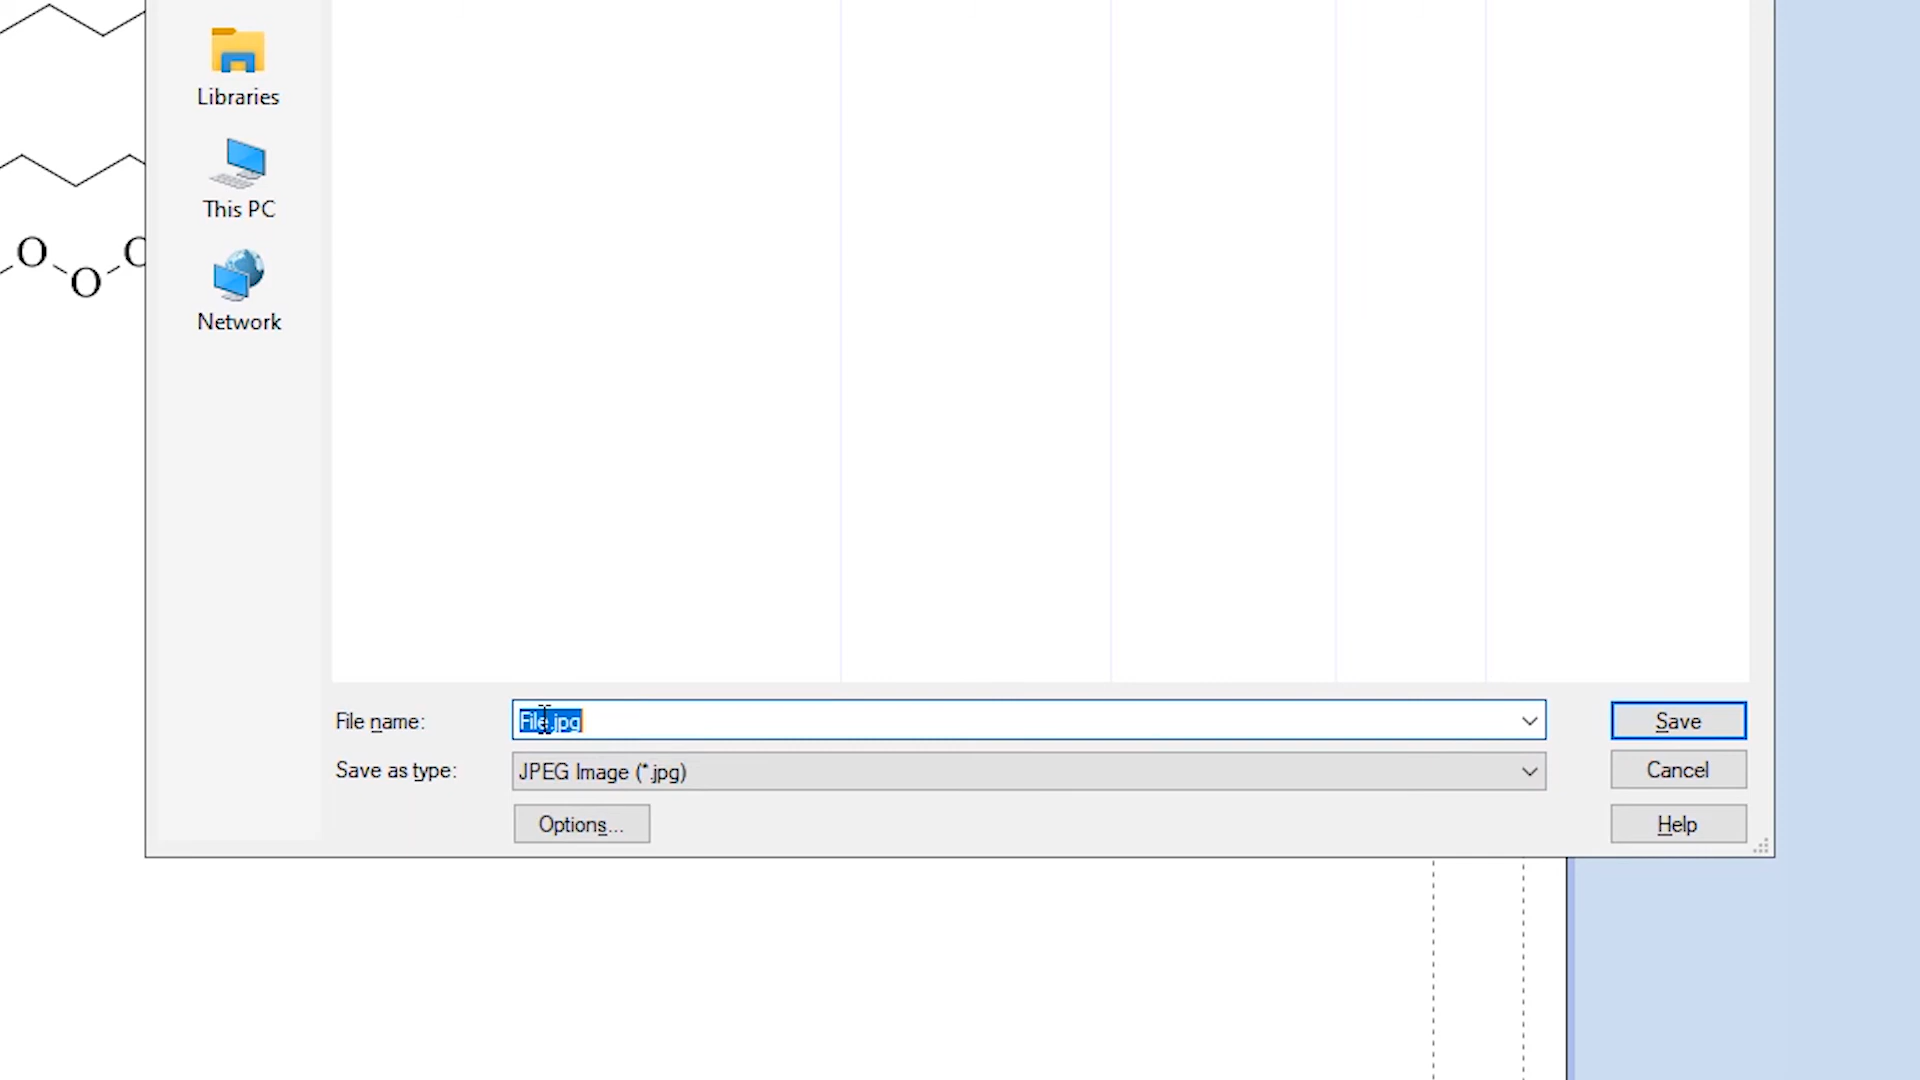 Libraries
This PC
O
O
Network
File name:
File.jpg
Save
Save as type:
JPEG Image (*.jpg)
Cancel
Options...
Help